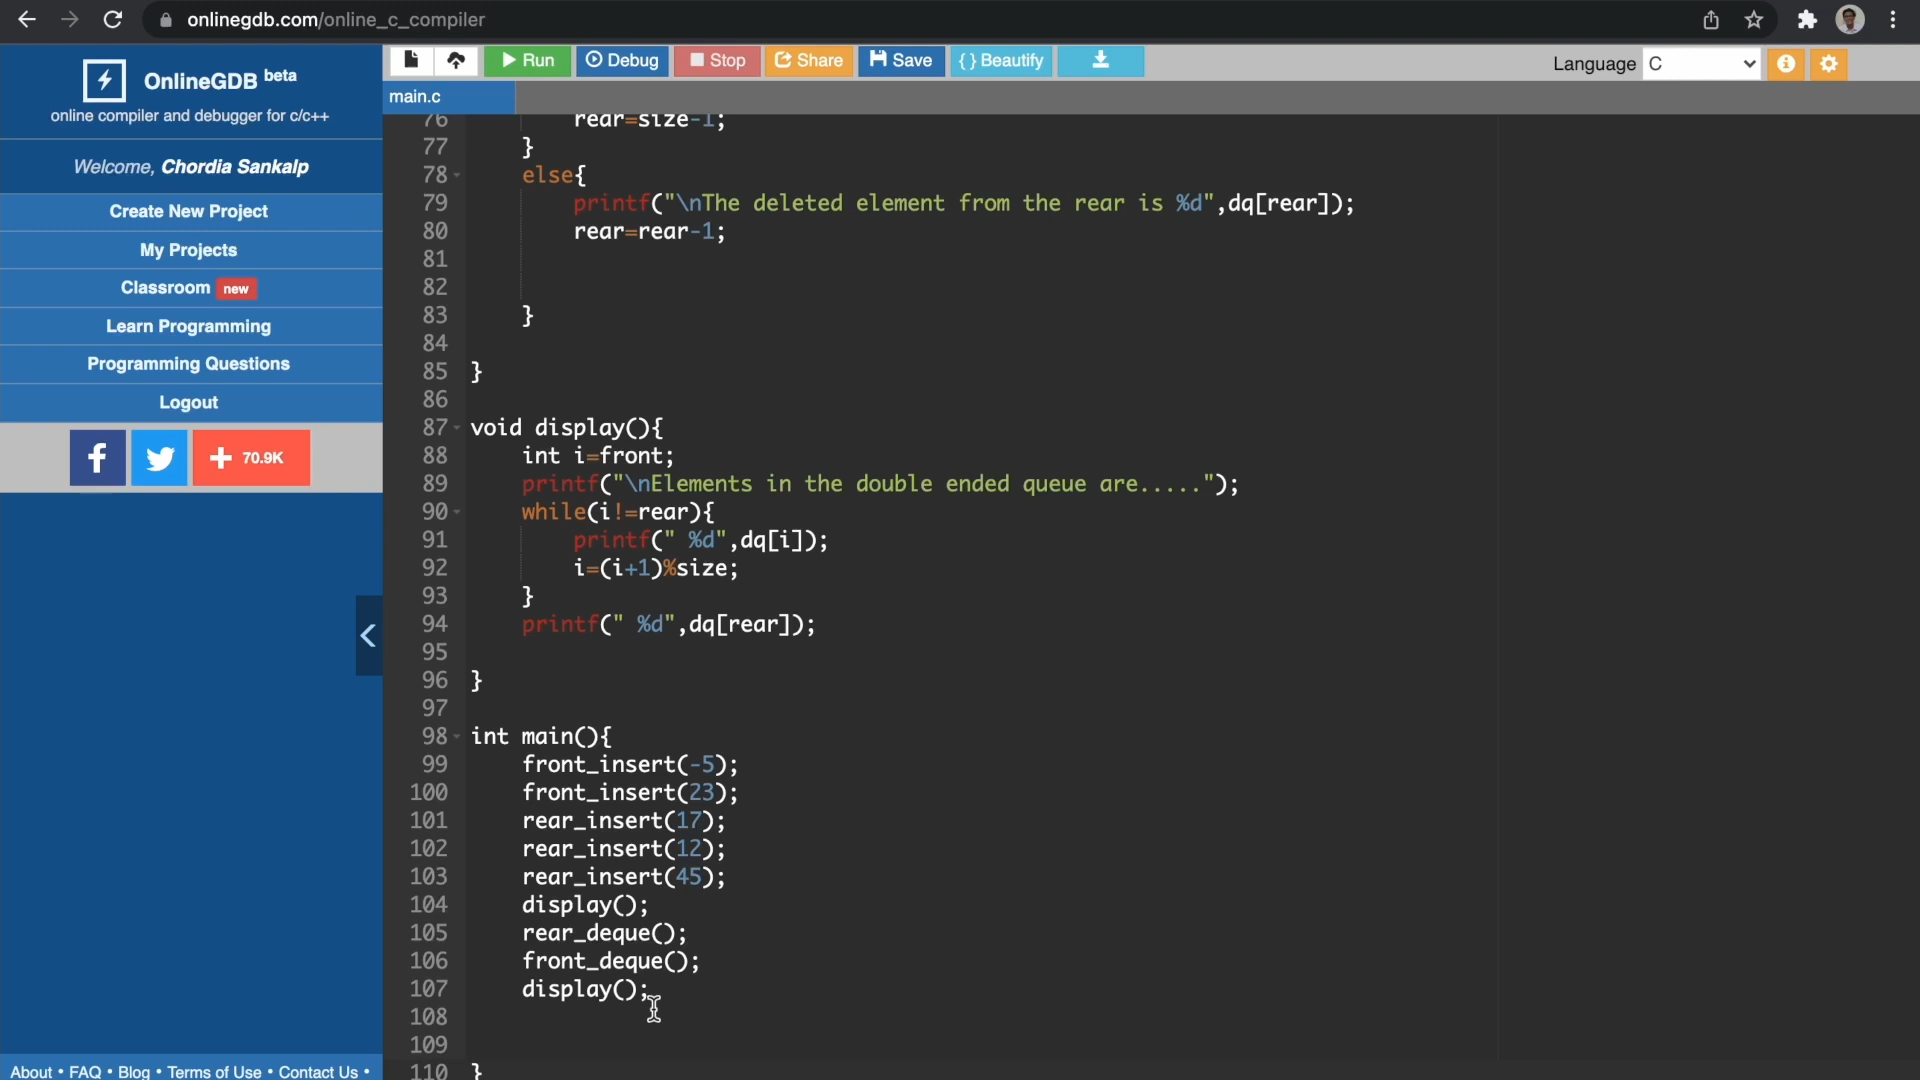 onlinegdb.com/online_c_compiler
OnlineGDB beta
online compiler and debugger for c/c++
Welcome, Chordia Sankalp
Create New Project
My Projects
Classroom new
Learn Programming
Programming Questions
Logout
f
+ 70.9K
About • FAQ • Blog • Terms of Use • Contact Us •
Run
Debug
Stop
Share
Save
{} Beautify
Language C
main.c
76 rear=size-1;
77 }
78 else{
79 printf("\nThe deleted element from the rear is %d",dq[rear]);
80 rear=rear-1;
81
82
83 }
84
85 }
86
87 void display(){
88 int i=front;
89 printf("\nElements in the double ended queue are.....");
90 while(i!=rear){
91 printf(" %d",dq[i]);
92 i=(i+1)%size;
93 }
94 printf(" %d",dq[rear]);
95
96 }
97
98 int main(){
99 front_insert(-5);
100 front_insert(23);
101 rear_insert(17);
102 rear_insert(12);
103 rear_insert(45);
104 display();
105 rear_deque();
106 front_deque();
107 display();
108
109
110 }